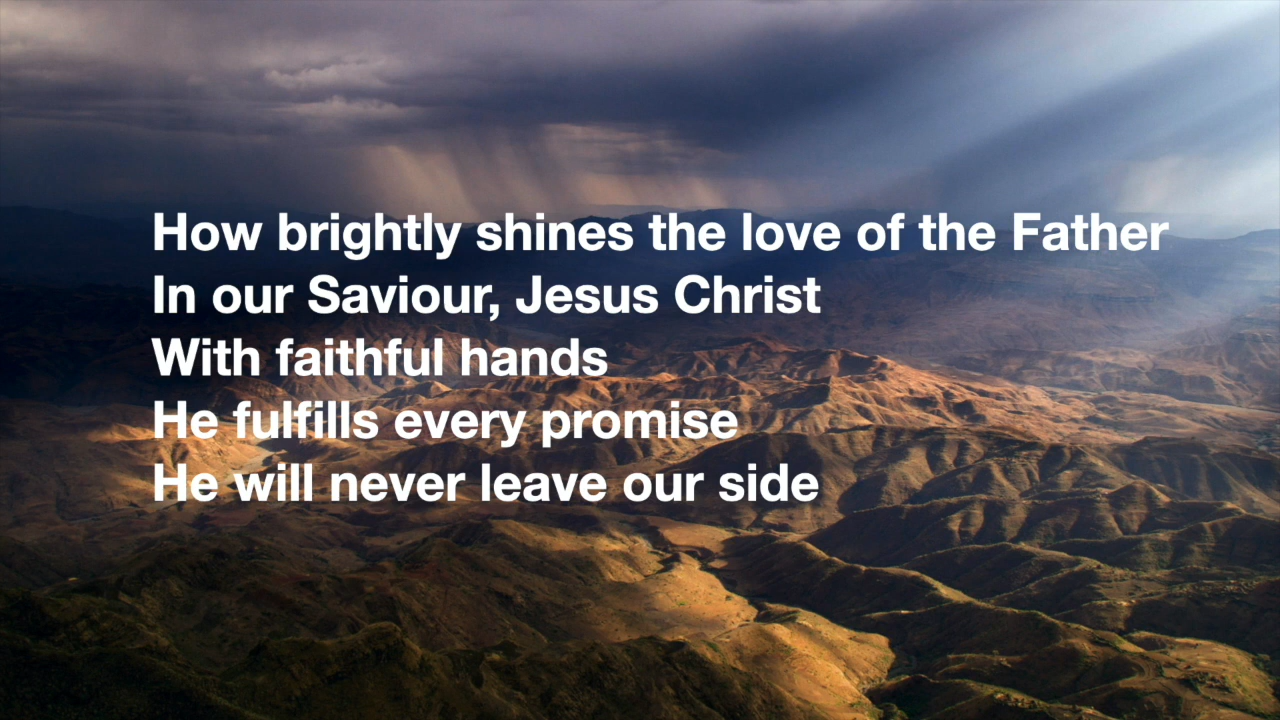 How brightly shines the love of the Father
In our Saviour, Jesus Christ
With faithful hands
He fulfills every promise
He will never leave our side